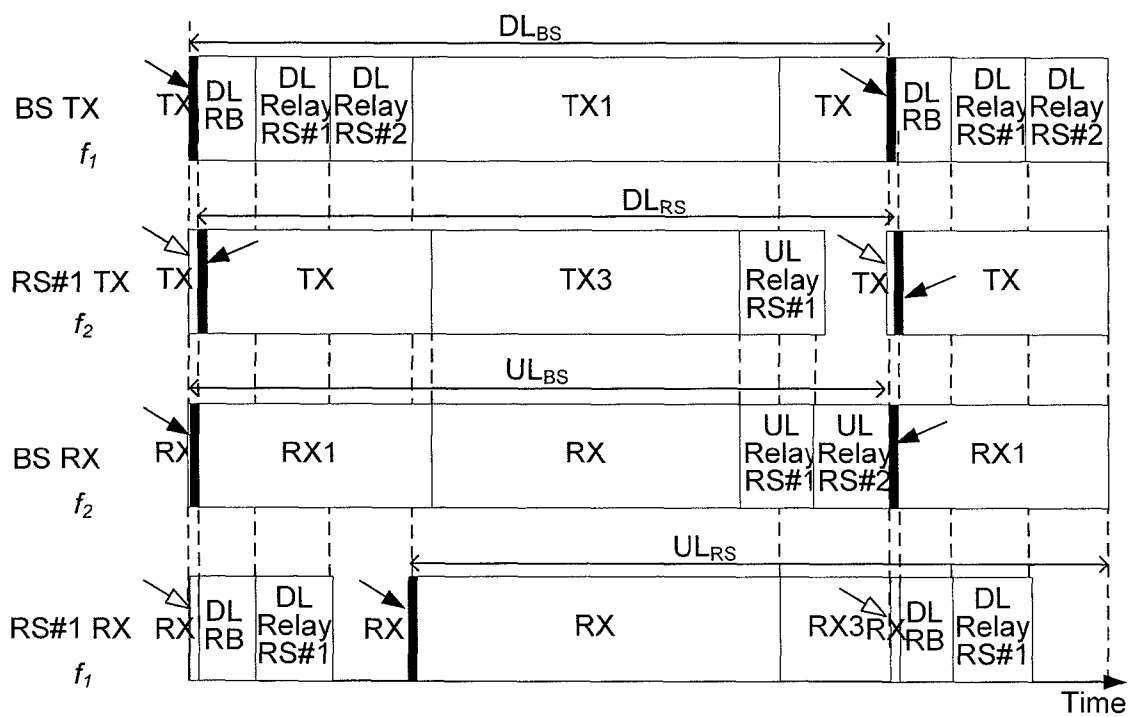 DL_BS
BS TX
f_1
TX
DL
RB
DL
Relay
RS#1
DL
Relay
RS#2
TX1
TX
DL
RB
DL
Relay
RS#1
DL
Relay
RS#2
DL_RS
RS#1 TX
f_2
TX
TX
TX3
UL
Relay
RS#1
TX
TX
UL_BS
BS RX
f_2
RX
RX1
RX
UL
Relay
RS#1
UL
Relay
RS#2
RX1
UL_RS
RS#1 RX
f_1
RX
DL
RB
DL
Relay
RS#1
RX
RX
RX3
RX
DL
RB
DL
Relay
RS#1
Time